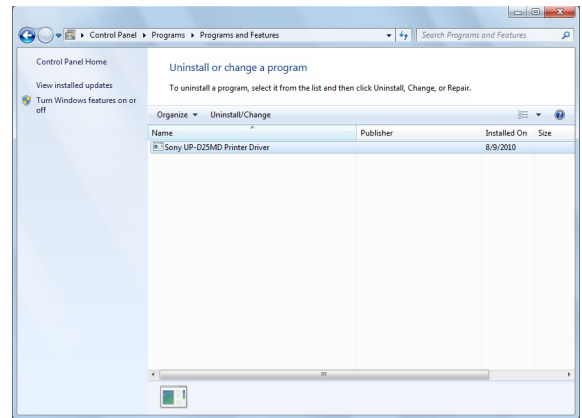 Control Panel Programs Programs and Features Search Programs and Features
Control Panel Home
View installed updates
Turn Windows features on or
off
Uninstall or change a program
To uninstall a program, select it from the list and then click Uninstall, Change, or Repair.
Organize Uninstall/Change
Name Publisher Installed On Size
Sony UP-D25MD Printer Driver 8/9/2010